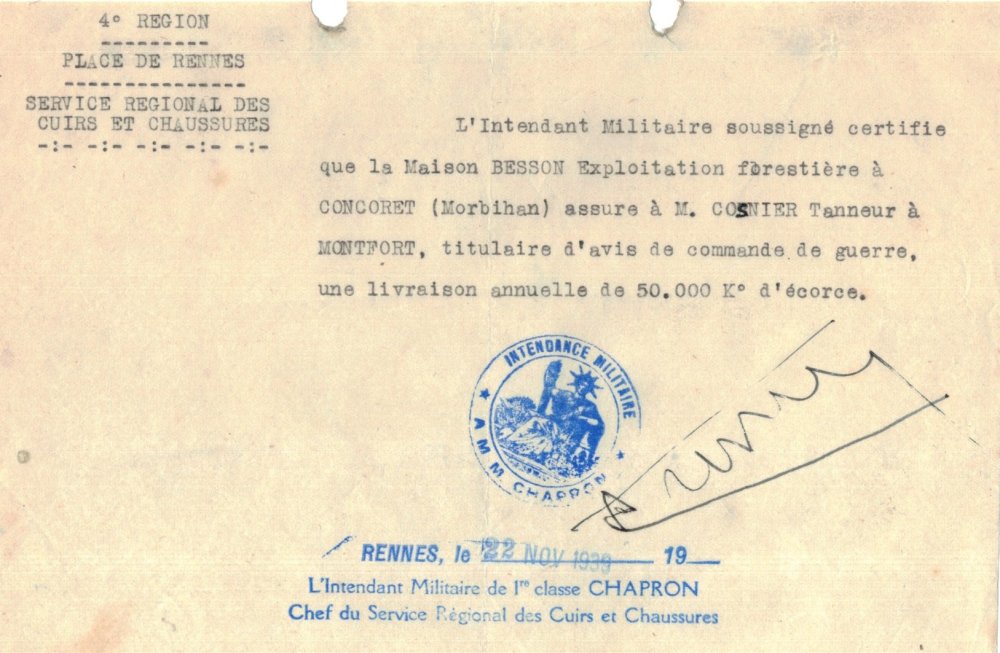 4° REGION
---------
PLACE DE RENNES
---------------
SERVICE REGIONAL DES
CUIRS ET CHAUSSURES
-:- -:- -:- -:- -:-
L'Intendant Militaire soussigné certifie
que la Maison BESSON Exploitation forestière à
CONCORET (Morbihan) assure à M. COSNIER Tanneur à
MONTFORT, titulaire d'avis de commande de guerre,
une livraison annuelle de 50.000 K° d'écorce.
INTENDANCE MILITAIRE
★ A M M CHAPRON ★
RENNES, le 22 NOV 1939 19
L'Intendant Militaire de 1re classe CHAPRON
Chef du Service Régional des Cuirs et Chaussures